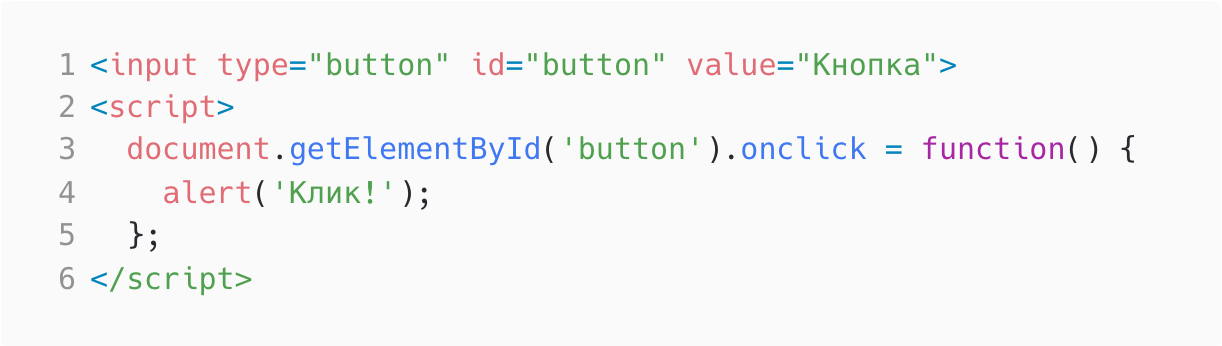 1 <input type="button" id="button" value="Кнопка">
2 <script>
3   document.getElementById('button').onclick = function() {
4     alert('Клик!');
5   };
6 </script>